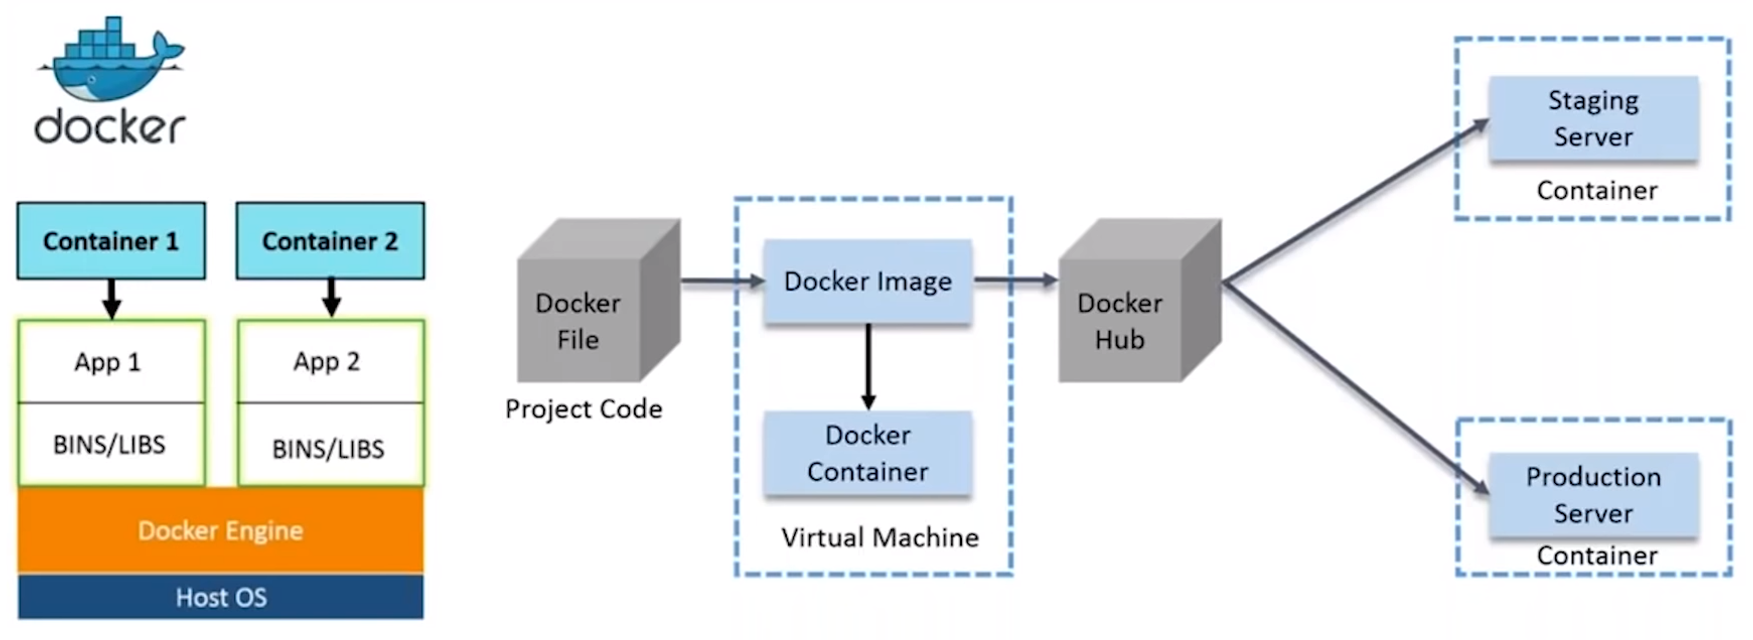 docker
Container 1
App 1
BINS/LIBS
Container 2
App 2
BINS/LIBS
Docker Engine
Host OS
Docker
File
Project Code
Docker Image
Docker
Container
Virtual Machine
Docker
Hub
Staging
Server
Container
Production
Server
Container